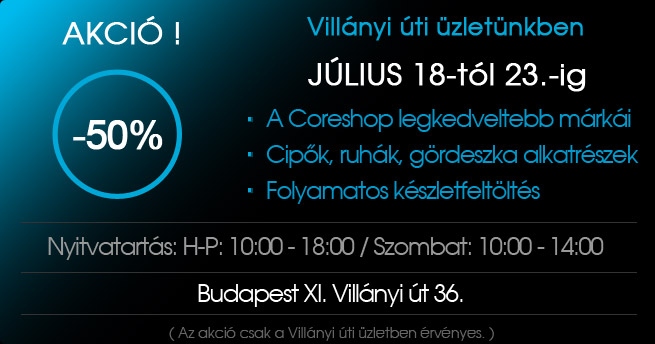 AKCIÓ !
-50%
Villányi úti üzletünkben
JÚLIUS 18-tól 23.-ig
· A Coreshop legkedveltebb márkái
· Cipők, ruhák, gördeszka alkatrészek
· Folyamatos készletfeltöltés
Nyitvatartás: H-P: 10:00 - 18:00 / Szombat: 10:00 - 14:00
Budapest XI. Villányi út 36.
( Az akció csak a Villányi úti üzletben érvényes. )